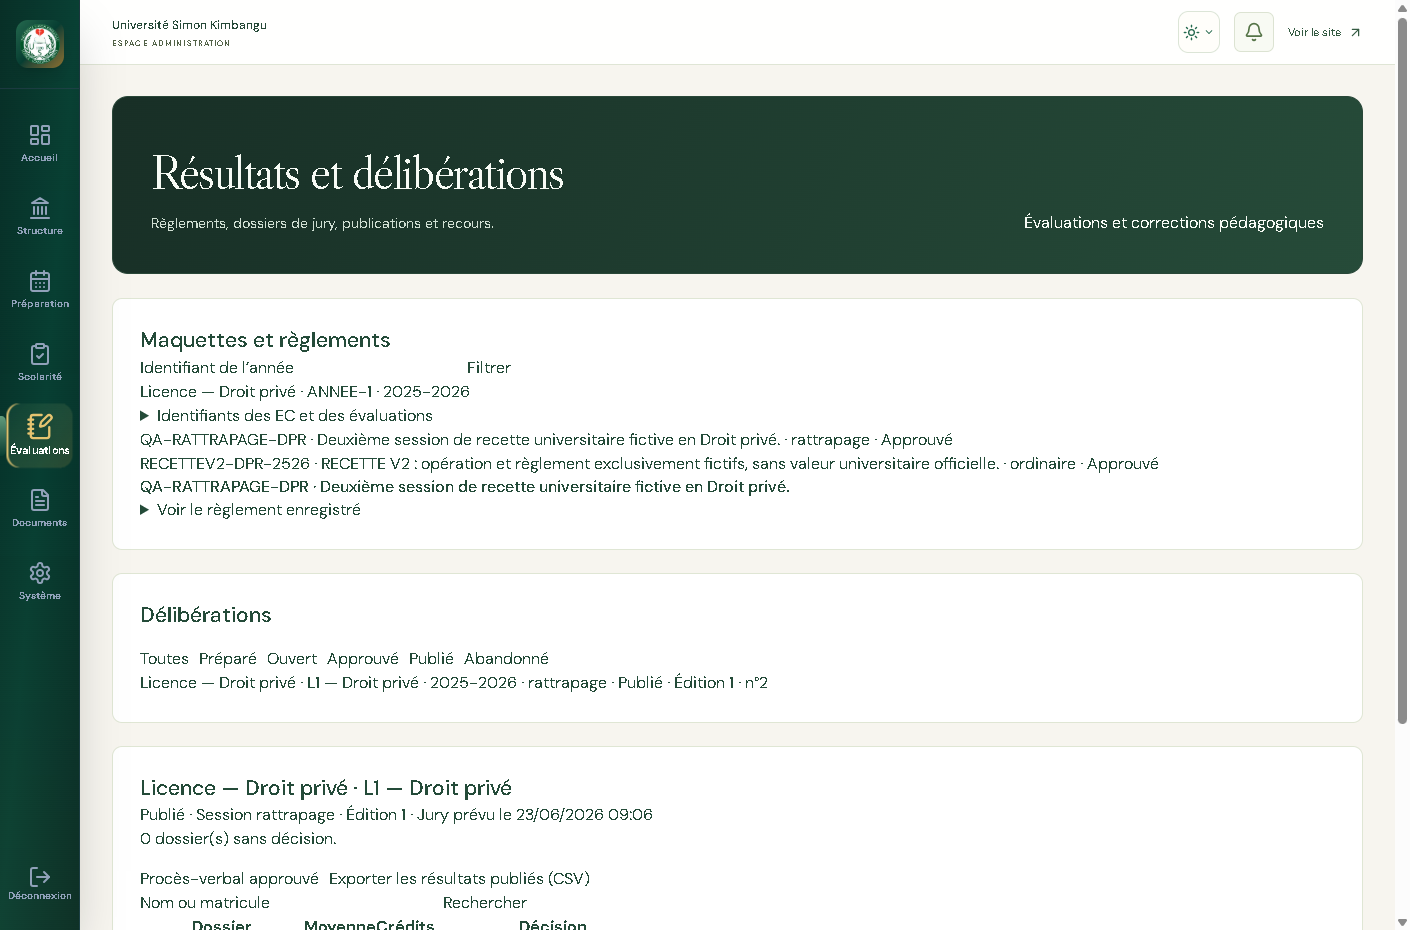 Université Simon Kimbangu
ESPACE ADMINISTRATION
Voir le site
Accueil
Structure
Préparation
Scolarité
Évaluations
Documents
Système
Déconnexion
Résultats et délibérations
Règlements, dossiers de jury, publications et recours.
Évaluations et corrections pédagogiques
Maquettes et règlements
Identifiant de l’année Filtrer
Licence — Droit privé · ANNEE-1 · 2025-2026
Identifiants des EC et des évaluations
QA-RATTRAPAGE-DPR · Deuxième session de recette universitaire fictive en Droit privé. · rattrapage · Approuvé
RECETTEV2-DPR-2526 · RECETTE V2 : opération et règlement exclusivement fictifs, sans valeur universitaire officielle. · ordinaire · Approuvé
QA-RATTRAPAGE-DPR · Deuxième session de recette universitaire fictive en Droit privé.
Voir le règlement enregistré
Délibérations
Toutes Préparé Ouvert Approuvé Publié Abandonné
Licence — Droit privé · L1 — Droit privé · 2025-2026 · rattrapage · Publié · Édition 1 · n°2
Licence — Droit privé · L1 — Droit privé
Publié · Session rattrapage · Édition 1 · Jury prévu le 23/06/2026 09:06
0 dossier(s) sans décision.
Procès-verbal approuvé Exporter les résultats publiés (CSV)
Nom ou matricule Rechercher
Dossier Moyenne Crédits Décision